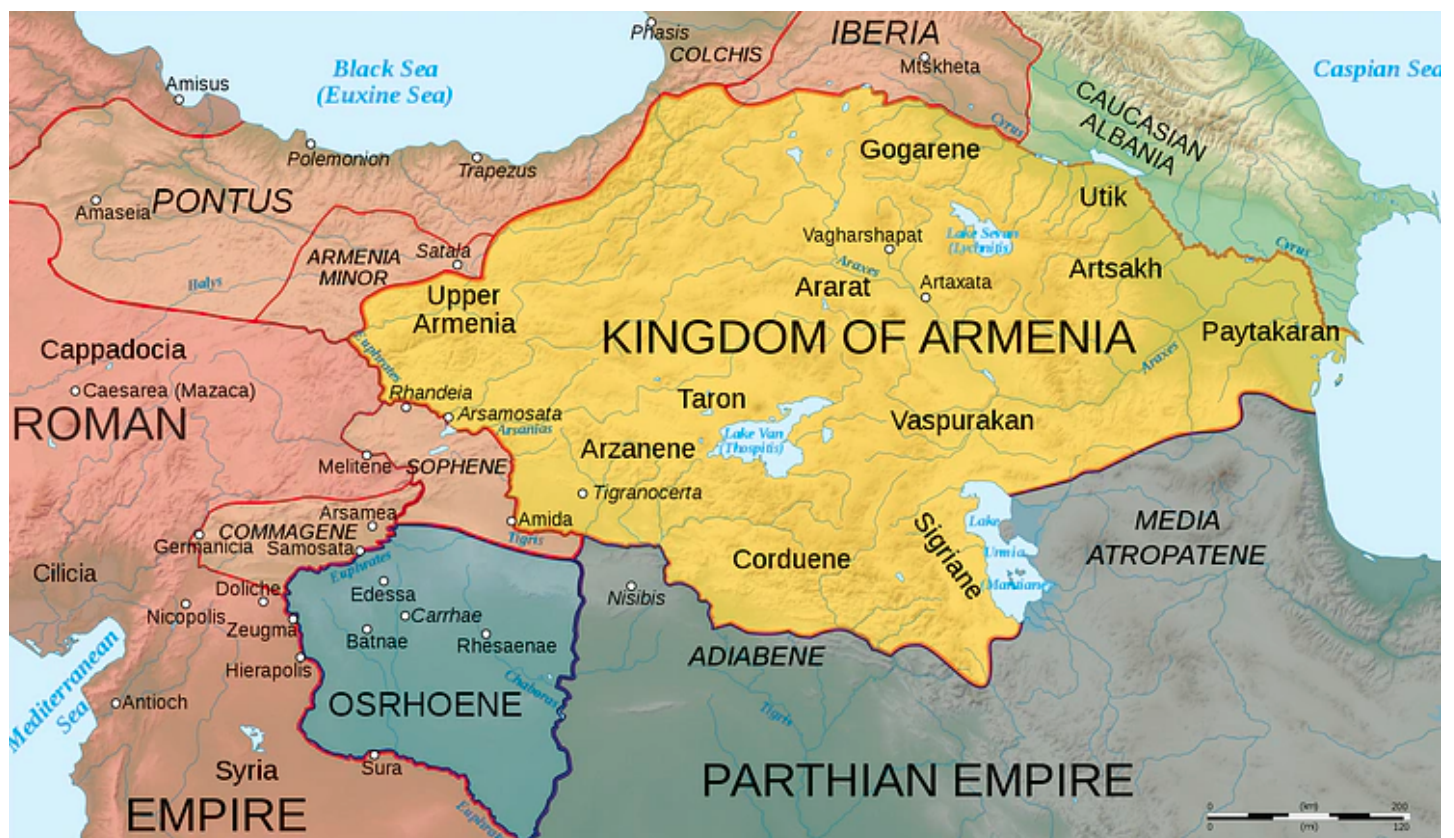 Phasis
COLCHIS
IBERIA
Mtskheta
Black Sea
(Euxine Sea)
Caspian Sea
Amisus
CAUCASIAN
ALBANIA
Cyrus
Polemonion
Trapezus
Gogarene
PONTUS
Amaseia
Utik
ARMENIA
MINOR
Satala
Vagharshapat
Lake Sevan
(Lychnitis)
Cyrus
Araxes
Artsakh
Halys
Upper
Armenia
Ararat
Artaxata
KINGDOM OF ARMENIA
Paytakaran
Cappadocia
Euphrates
Araxes
Caesarea (Mazaca)
Rhandeia
Taron
ROMAN
Arsamosata
Arsanias
Vaspurakan
Lake Van
(Thospitis)
Arzanene
Melitene
SOPHENE
Tigranocerta
Arsamea
Amida
COMMAGENE
Lake
Urmia
(Mantiane)
MEDIA
ATROPATENE
Germanicia
Samosata
Tigris
Sigriane
Corduene
Cilicia
Euphrates
Doliche
Edessa
Nisibis
Nicopolis
Carrhae
Zeugma
Batnae
Rhesaenae
Hierapolis
ADIABENE
Mediterranean
Sea
Antioch
Chaboras
OSRHOENE
Tigris
Syria
Sura
PARTHIAN EMPIRE
EMPIRE
Euphrates
0 (km) 200
0 (mi) 120